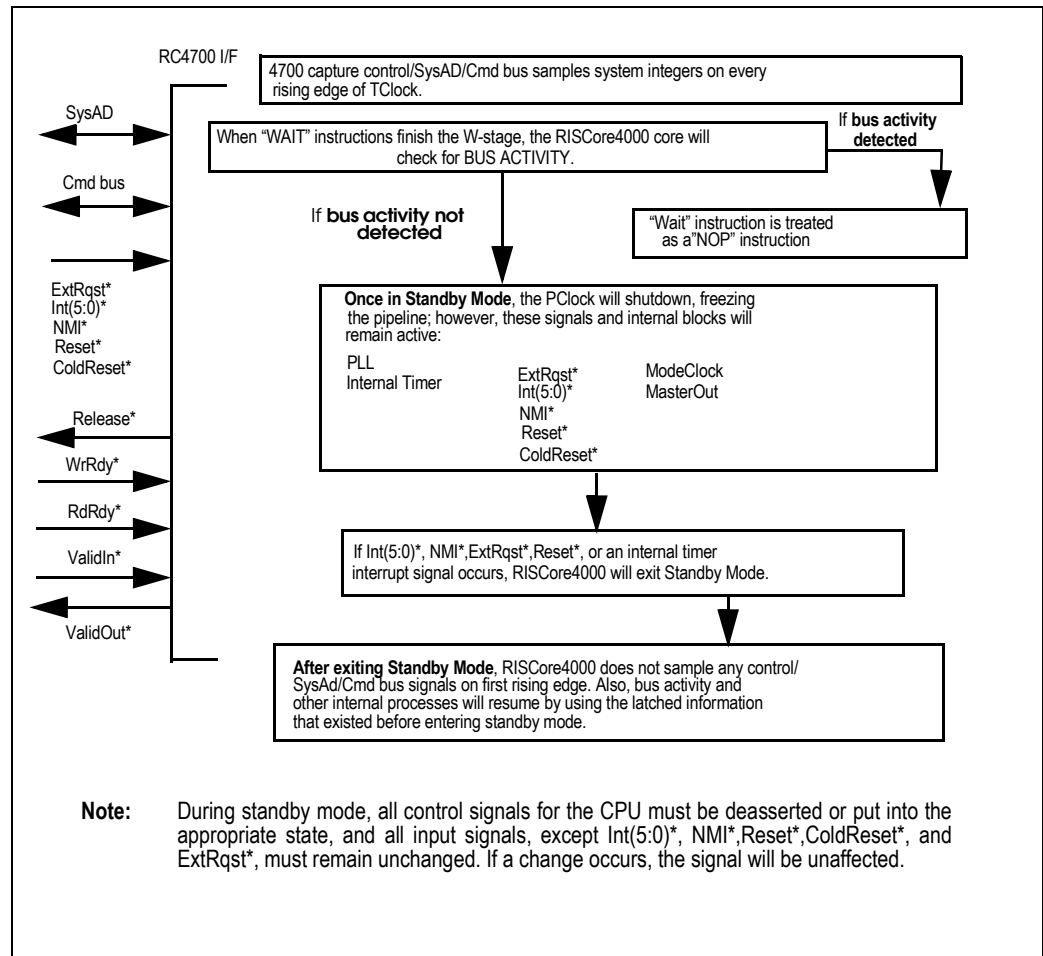 RC4700 I/F
4700 capture control/SysAD/Cmd bus samples system integers on every
rising edge of TClock.
SysAD
When “WAIT” instructions finish the W-stage, the RISCore4000 core will
check for BUS ACTIVITY.
If bus activity
detected
Cmd bus
If bus activity not
detected
“Wait” instruction is treated
as a”NOP” instruction
ExtRqst*
Int(5:0)*
NMI*
Reset*
ColdReset*
Once in Standby Mode, the PClock will shutdown, freezing
the pipeline; however, these signals and internal blocks will
remain active:
PLL
Internal Timer
ExtRqst*
Int(5:0)*
NMI*
Reset*
ColdReset*
ModeClock
MasterOut
Release*
WrRdy*
RdRdy*
ValidIn*
ValidOut*
If Int(5:0)*, NMI*,ExtRqst*,Reset*, or an internal timer
interrupt signal occurs, RISCore4000 will exit Standby Mode.
After exiting Standby Mode, RISCore4000 does not sample any control/
SysAd/Cmd bus signals on first rising edge. Also, bus activity and
other internal processes will resume by using the latched information
that existed before entering standby mode.
Note: During standby mode, all control signals for the CPU must be deasserted or put into the
appropriate state, and all input signals, except Int(5:0)*, NMI*,Reset*,ColdReset*, and
ExtRqst*, must remain unchanged. If a change occurs, the signal will be unaffected.